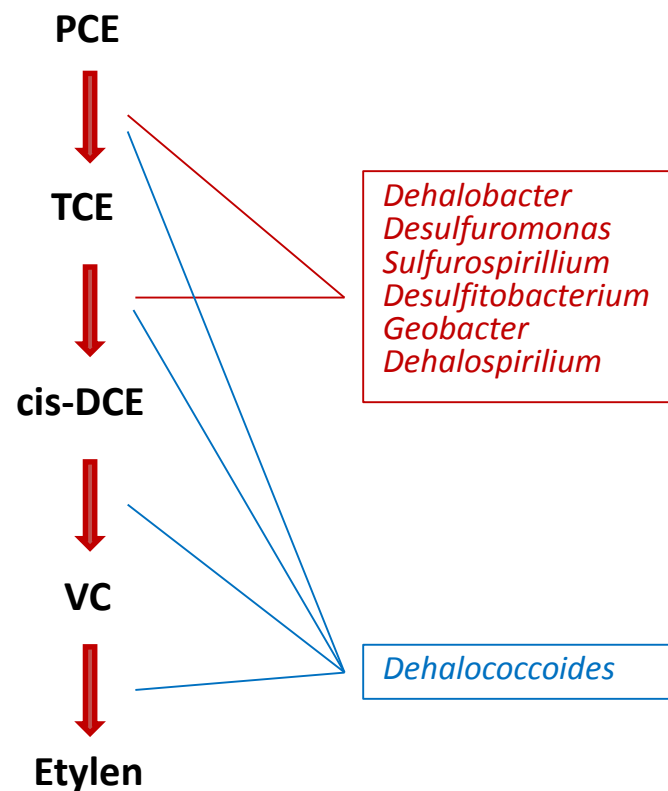 PCE
TCE
cis-DCE
VC
Etylen
Dehalobacter
Desulfuromonas
Sulfurospirillium
Desulfitobacterium
Geobacter
Dehalospirilium
Dehalococcoides